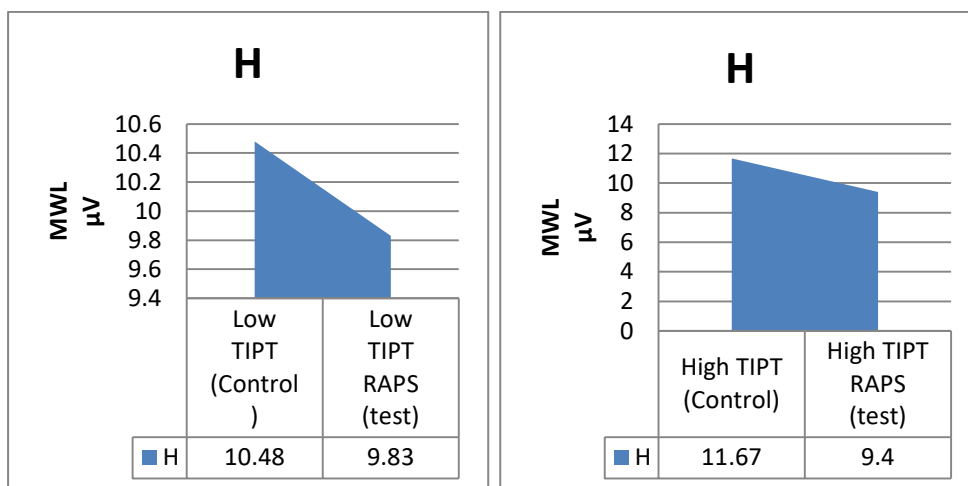 H
MWL
µV
10.6
10.4
10.2
10
9.8
9.6
9.4
Low
TIPT
(Control
)
Low
TIPT
RAPS
(test)
H 10.48 9.83
H
MWL
µV
14
12
10
8
6
4
2
0
High TIPT
(Control)
High TIPT
RAPS
(test)
H 11.67 9.4